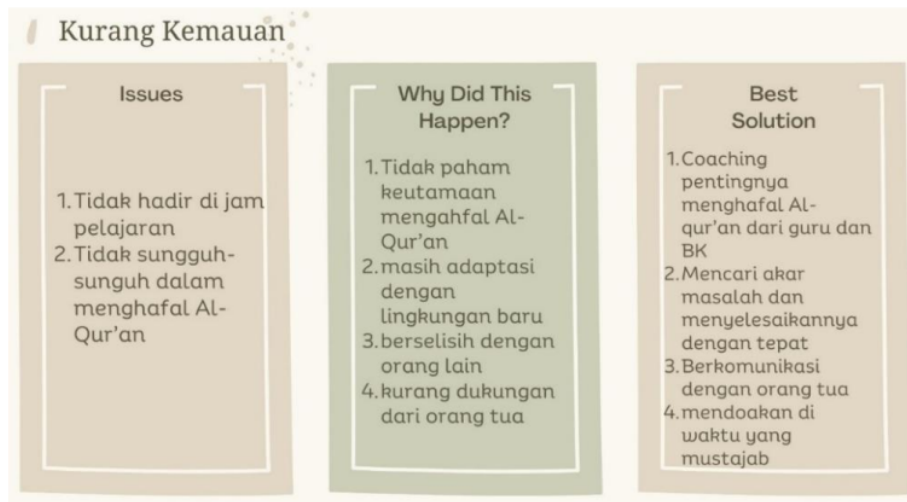 Kurang Kemauan
Issues
1.Tidak hadir di jam
pelajaran
2.Tidak sungguh-
sunguh dalam
menghafal Al-
Qur'an
Why Did This
Happen?
1.Tidak paham
keutamaan
mengahfal Al-
Qur'an
2.masih adaptasi
dengan
lingkungan baru
3.berselisih dengan
orang lain
4.kurang dukungan
dari orang tua
Best
Solution
1.Coaching
pentingnya
menghafal Al-
qur'an dari guru dan
BK
2.Mencari akar
masalah dan
menyelesaikannya
dengan tepat
3.Berkomunikasi
dengan orang tua
4.mendoakan di
waktu yang
mustajab